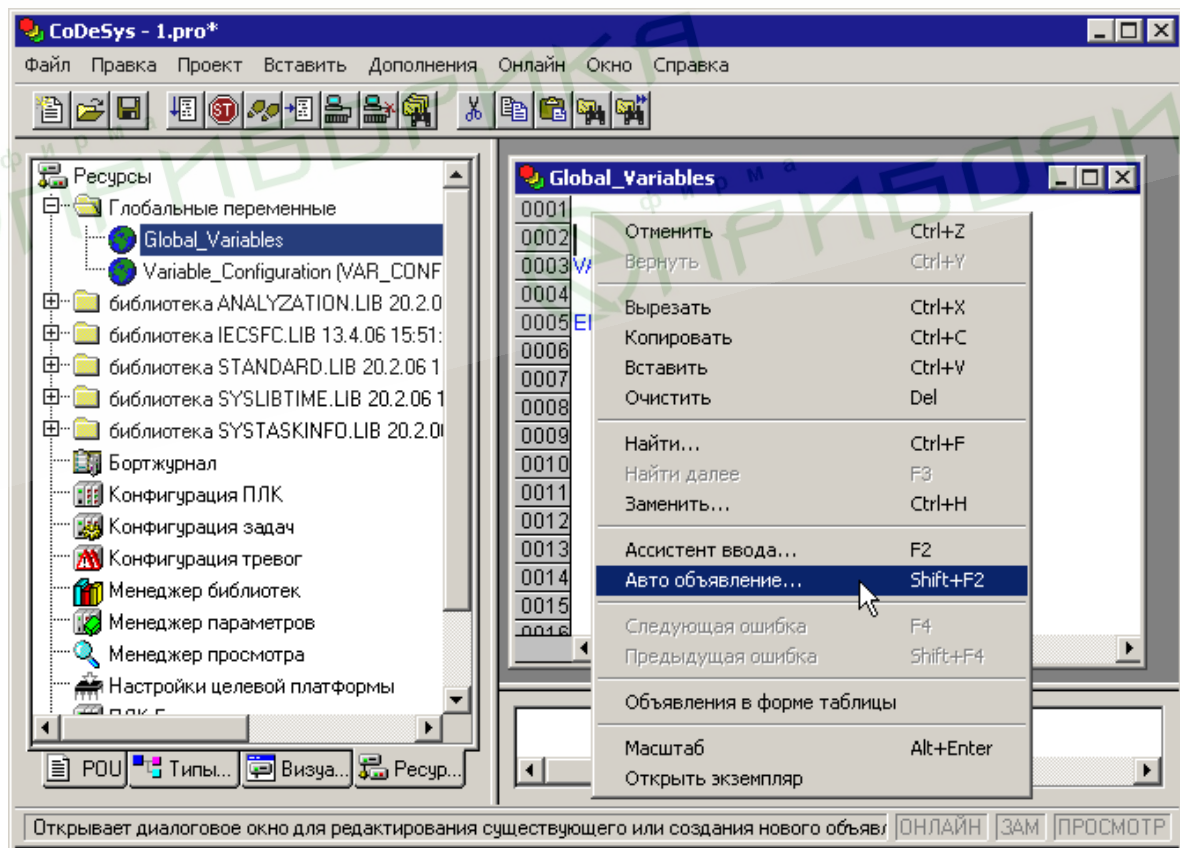 CoDeSys - 1.pro*
Файл Правка Проект Вставить Дополнения Онлайн Окно Справка
Ресурсы
Глобальные переменные
Global_Variables
Variable_Configuration (VAR_CONF
библиотека ANALYZATION.LIB 20.2.0
библиотека IECSFC.LIB 13.4.06 15:51:
библиотека STANDARD.LIB 20.2.06 1
библиотека SYSLIBTIME.LIB 20.2.06 1
библиотека SYSTASKINFO.LIB 20.2.0
Бортжурнал
Конфигурация ПЛК
Конфигурация задач
Конфигурация тревог
Менеджер библиотек
Менеджер параметров
Менеджер просмотра
Настройки целевой платформы
POU Типы... Визуа... Ресур...
Global_Variables
0001
0002
0003 VA
0004
0005 EI
0006
0007
0008
0009
0010
0011
0012
0013
0014
0015
0016
Отменить Ctrl+Z
Вернуть Ctrl+Y
Вырезать Ctrl+X
Копировать Ctrl+C
Вставить Ctrl+V
Очистить Del
Найти... Ctrl+F
Найти далее F3
Заменить... Ctrl+H
Ассистент ввода... F2
Авто объявление... Shift+F2
Следующая ошибка F4
Предыдущая ошибка Shift+F4
Объявления в форме таблицы
Масштаб Alt+Enter
Открыть экземпляр
Открывает диалоговое окно для редактирования существующего или создания нового объяв ОНЛАЙН ЗАМ ПРОСМОТР
фирма
ПРИБОРИКА
фирма
ПРИБОРИ